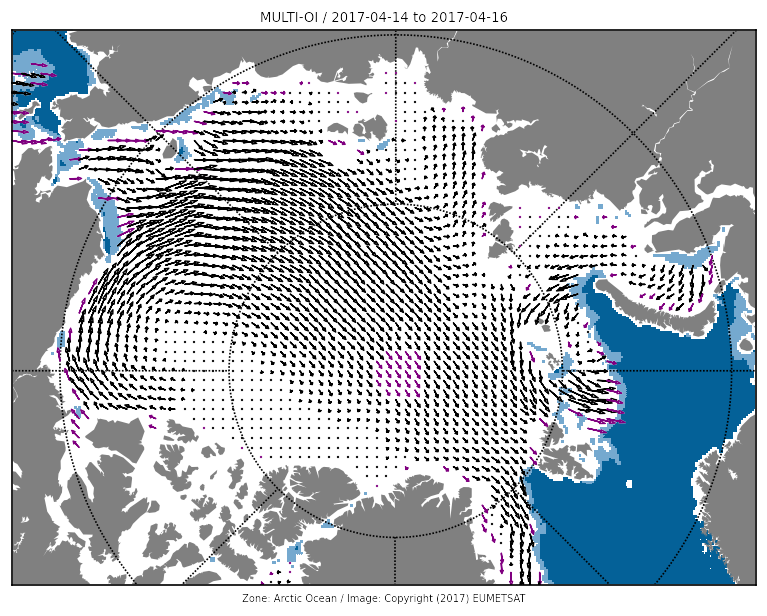 MULTI-OI / 2017-04-14 to 2017-04-16
Zone: Arctic Ocean / Image: Copyright (2017) EUMETSAT